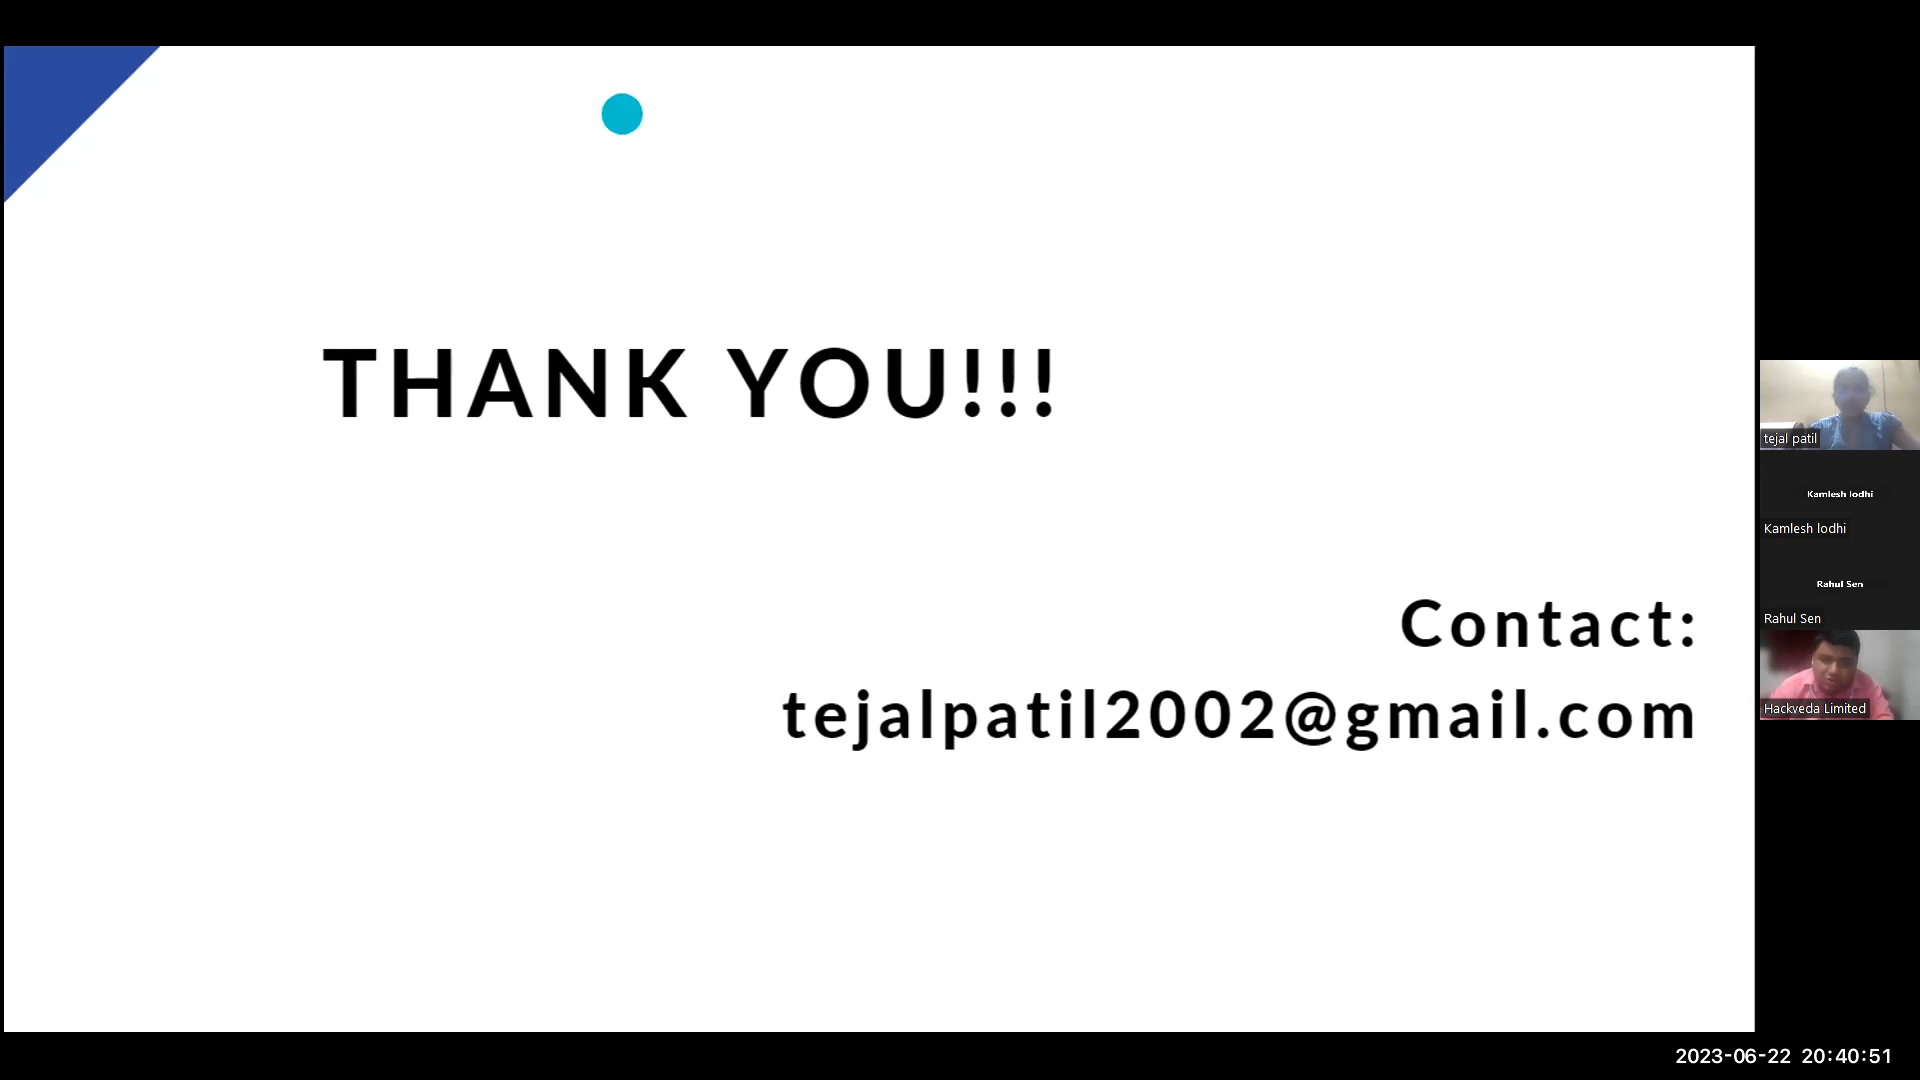 THANK YOU!!!
Contact:
tejalpatil2002@gmail.com
tejal patil
Kamlesh lodhi
Kamlesh lodhi
Rahul Sen
Rahul Sen
Hackveda Limited
2023-06-22 20:40:51